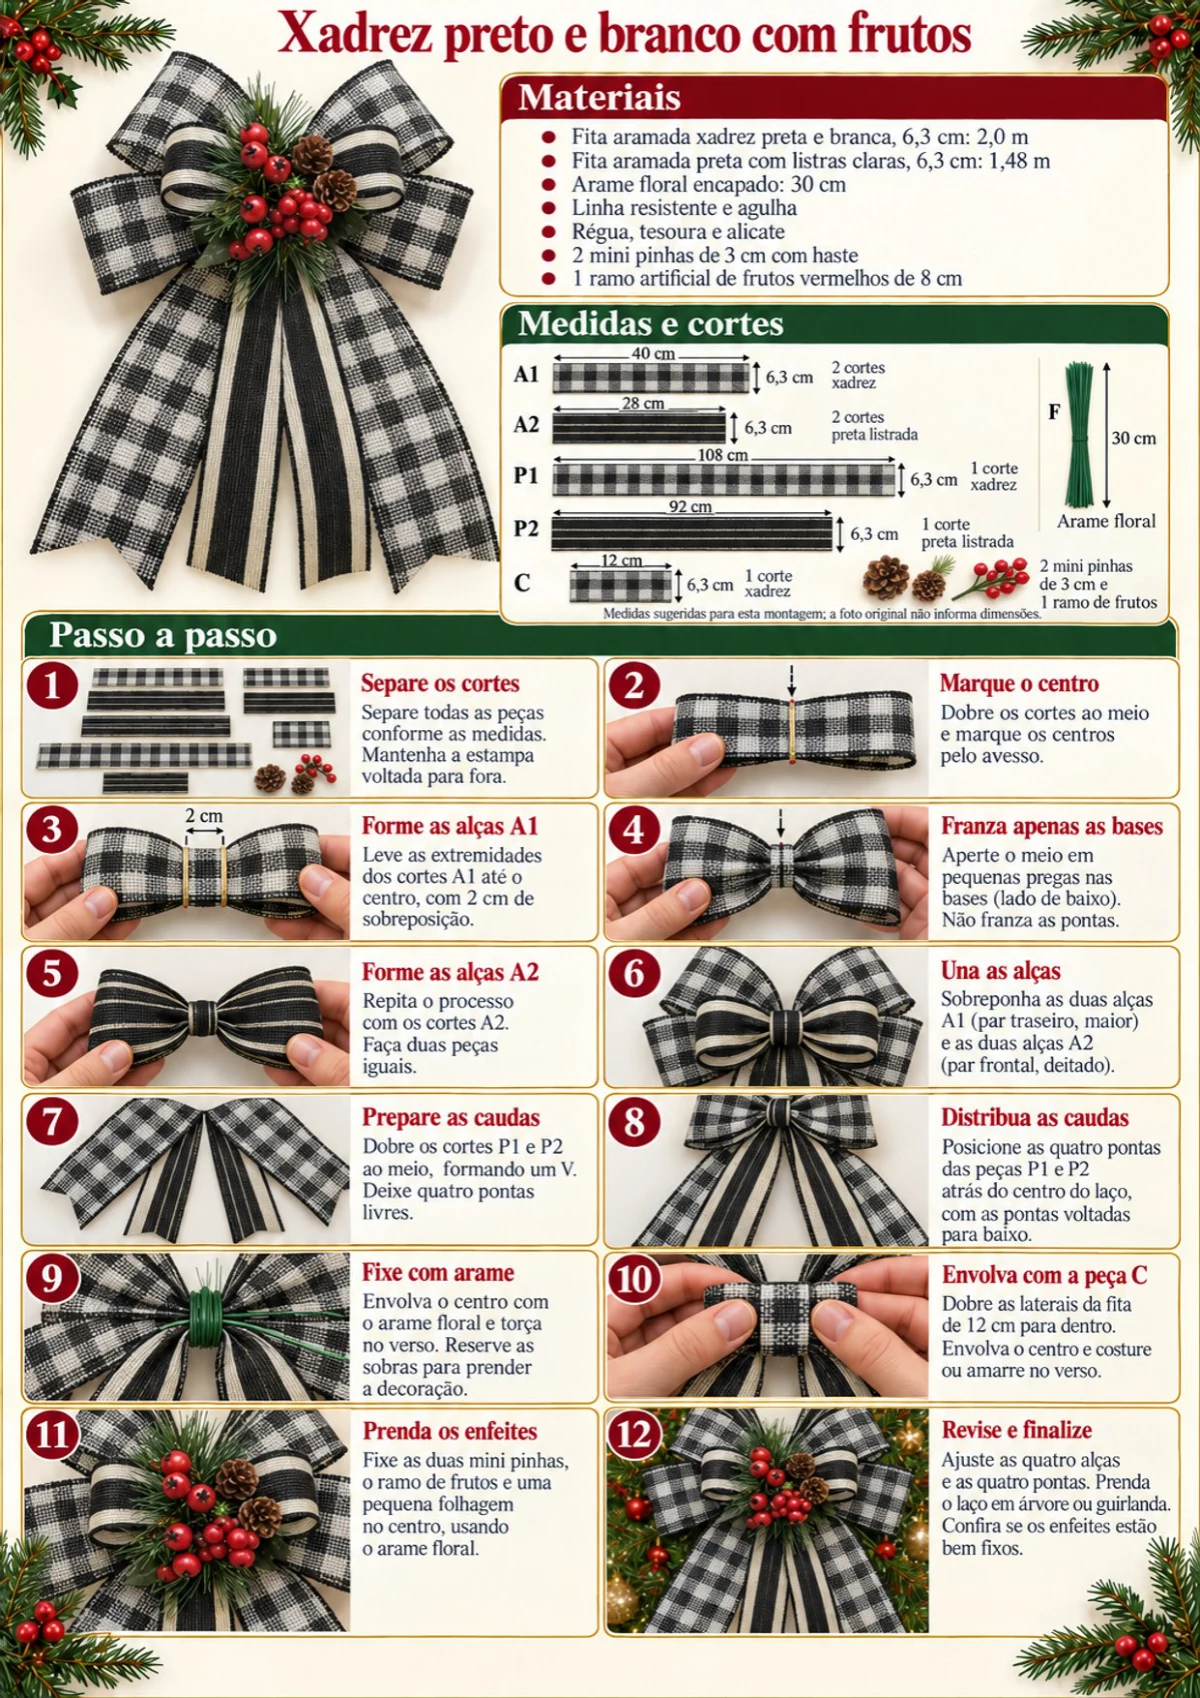 Xadrez preto e branco com frutos
Materiais
Fita aramada xadrez preta e branca, 6,3 cm: 2,0 m
Fita aramada preta com listras claras, 6,3 cm: 1,48 m
Arame floral encapado: 30 cm
Linha resistente e agulha
Régua, tesoura e alicate
2 mini pinhas de 3 cm com haste
1 ramo artificial de frutos vermelhos de 8 cm
Medidas e cortes
A1
40 cm
6,3 cm
2 cortes
xadrez
A2
28 cm
6,3 cm
2 cortes
preta listrada
P1
108 cm
6,3 cm
1 corte
xadrez
P2
92 cm
6,3 cm
1 corte
preta listrada
C
12 cm
6,3 cm
1 corte
xadrez
F
30 cm
Arame floral
2 mini pinhas
de 3 cm e
1 ramo de frutos
Medidas sugeridas para esta montagem; a foto original não informa dimensões.
Passo a passo
1
Separe os cortes
Separe todas as peças
conforme as medidas.
Mantenha a estampa
voltada para fora.
2
Marque o centro
Dobre os cortes ao meio
e marque os centros
pelo avesso.
3
2 cm
Forme as alças A1
Leve as extremidades
dos cortes A1 até o
centro, com 2 cm de
sobreposição.
4
Franza apenas as bases
Aperte o meio em
pequenas pregas nas
bases (lado de baixo).
Não franza as pontas.
5
Forme as alças A2
Repita o processo
com os cortes A2.
Faça duas peças
iguais.
6
Una as alças
Sobreponha as duas alças
A1 (par traseiro, maior)
e as duas alças A2
(par frontal, deitado).
7
Prepare as caudas
Dobre os cortes P1 e P2
ao meio, formando um V.
Deixe quatro pontas
livres.
8
Distribua as caudas
Posicione as quatro pontas
das peças P1 e P2
atrás do centro do laço,
com as pontas voltadas
para baixo.
9
Fixe com arame
Envolva o centro com
o arame floral e torça
no verso. Reserve as
sobras para prender
a decoração.
10
Envolva com a peça C
Dobre as laterais da fita
de 12 cm para dentro.
Envolva o centro e costure
ou amarre no verso.
11
Prenda os enfeites
Fixe as duas mini pinhas,
o ramo de frutos e uma
pequena folhagem
no centro, usando
o arame floral.
12
Revise e finalize
Ajuste as quatro alças
e as quatro pontas. Prenda
o laço em árvore ou guirlanda.
Confira se os enfeites estão
bem fixos.